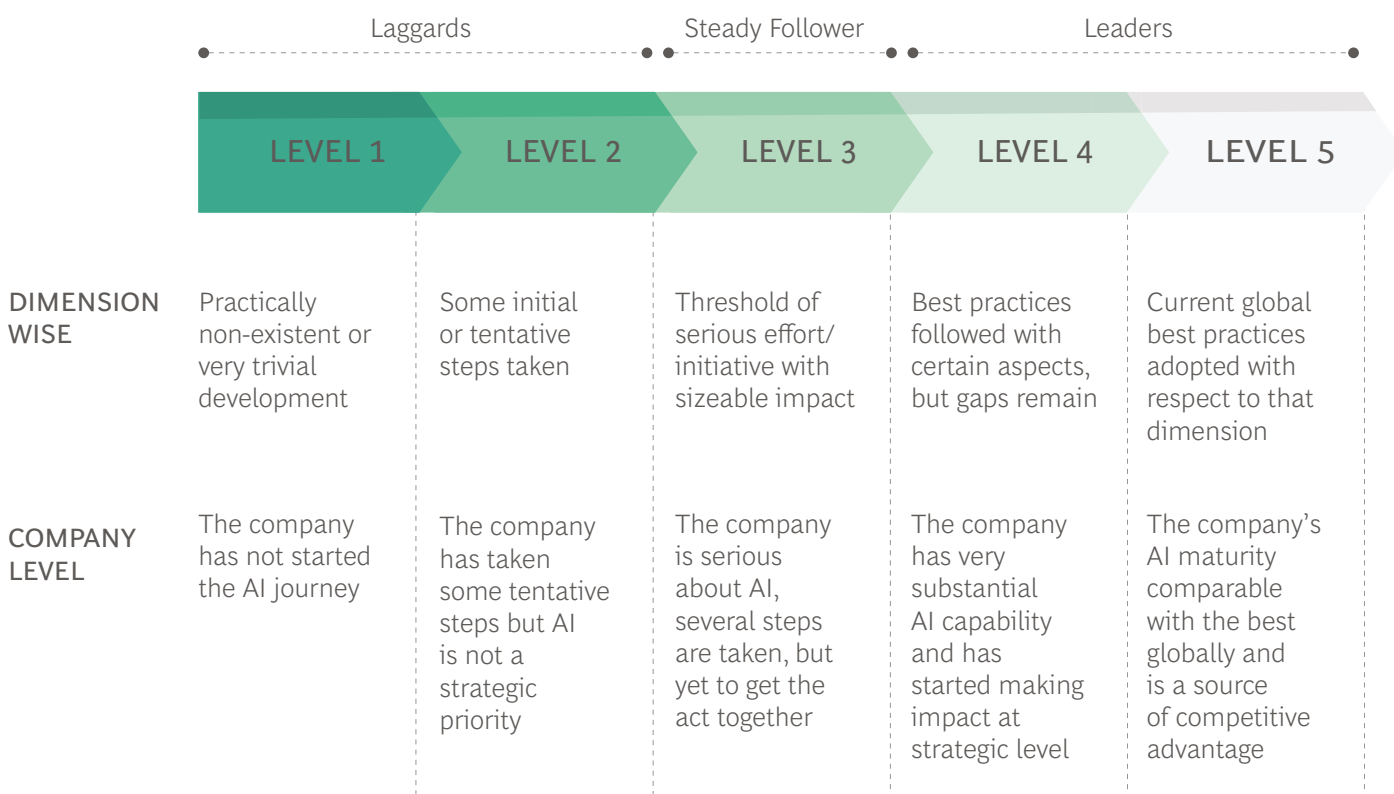 Laggards
Steady Follower
Leaders
LEVEL 1
LEVEL 2
LEVEL 3
LEVEL 4
LEVEL 5
DIMENSION
WISE
Practically
non-existent or
very trivial
development
Some initial
or tentative
steps taken
Threshold of
serious effort/
initiative with
sizeable impact
Best practices
followed with
certain aspects,
but gaps remain
Current global
best practices
adopted with
respect to that
dimension
COMPANY
LEVEL
The company
has not started
the AI journey
The company
has taken
some tentative
steps but AI
is not a
strategic
priority
The company
is serious
about AI,
several steps
are taken, but
yet to get the
act together
The company
has very
substantial
AI capability
and has
started making
impact at
strategic level
The company’s
AI maturity
comparable
with the best
globally and
is a source
of competitive
advantage